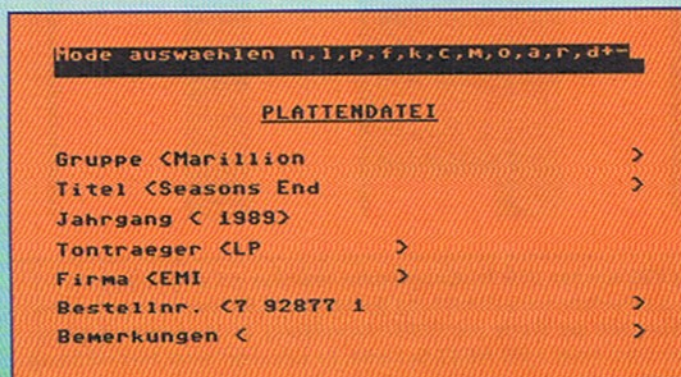 Mode auswaehlen n,l,p,f,k,c,m,o,a,r,d+-
PLATTENDATEI
Gruppe <Marillion >
Titel <Seasons End >
Jahrgang < 1989>
Tontraeger <LP >
Firma <EMI >
Bestellnr. <7 92877 1 >
Bemerkungen < >